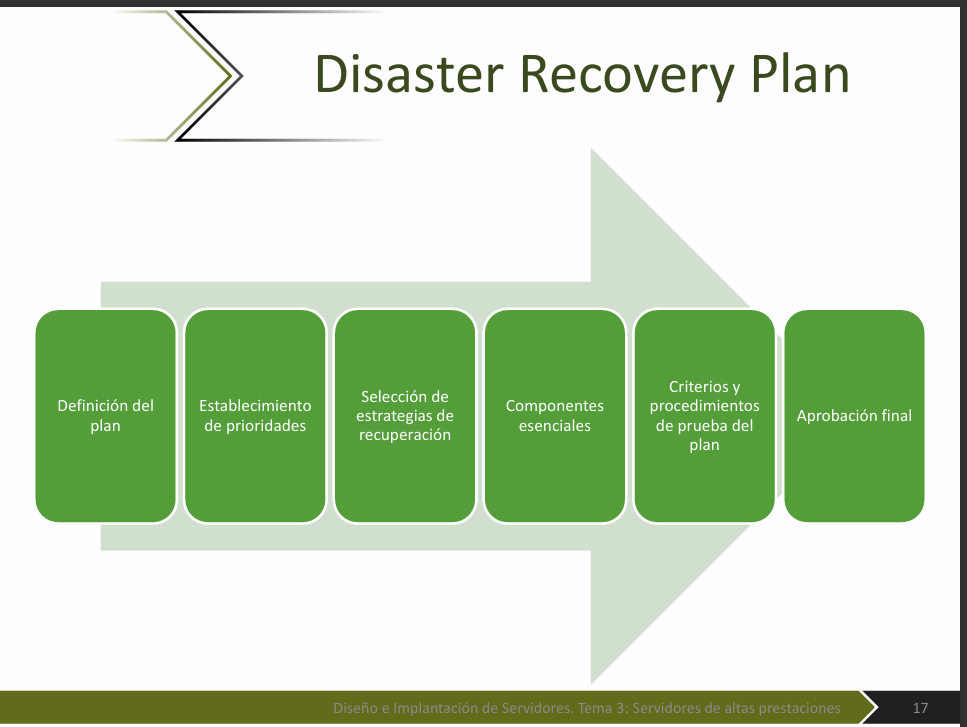 Disaster Recovery Plan
Definición del
plan
Establecimiento
de prioridades
Selección de
estrategias de
recuperación
Componentes
esenciales
Criterios y
procedimientos
de prueba del
plan
Aprobación final
Diseño e Implantación de Servidores. Tema 3: Servidores de altas prestaciones
17